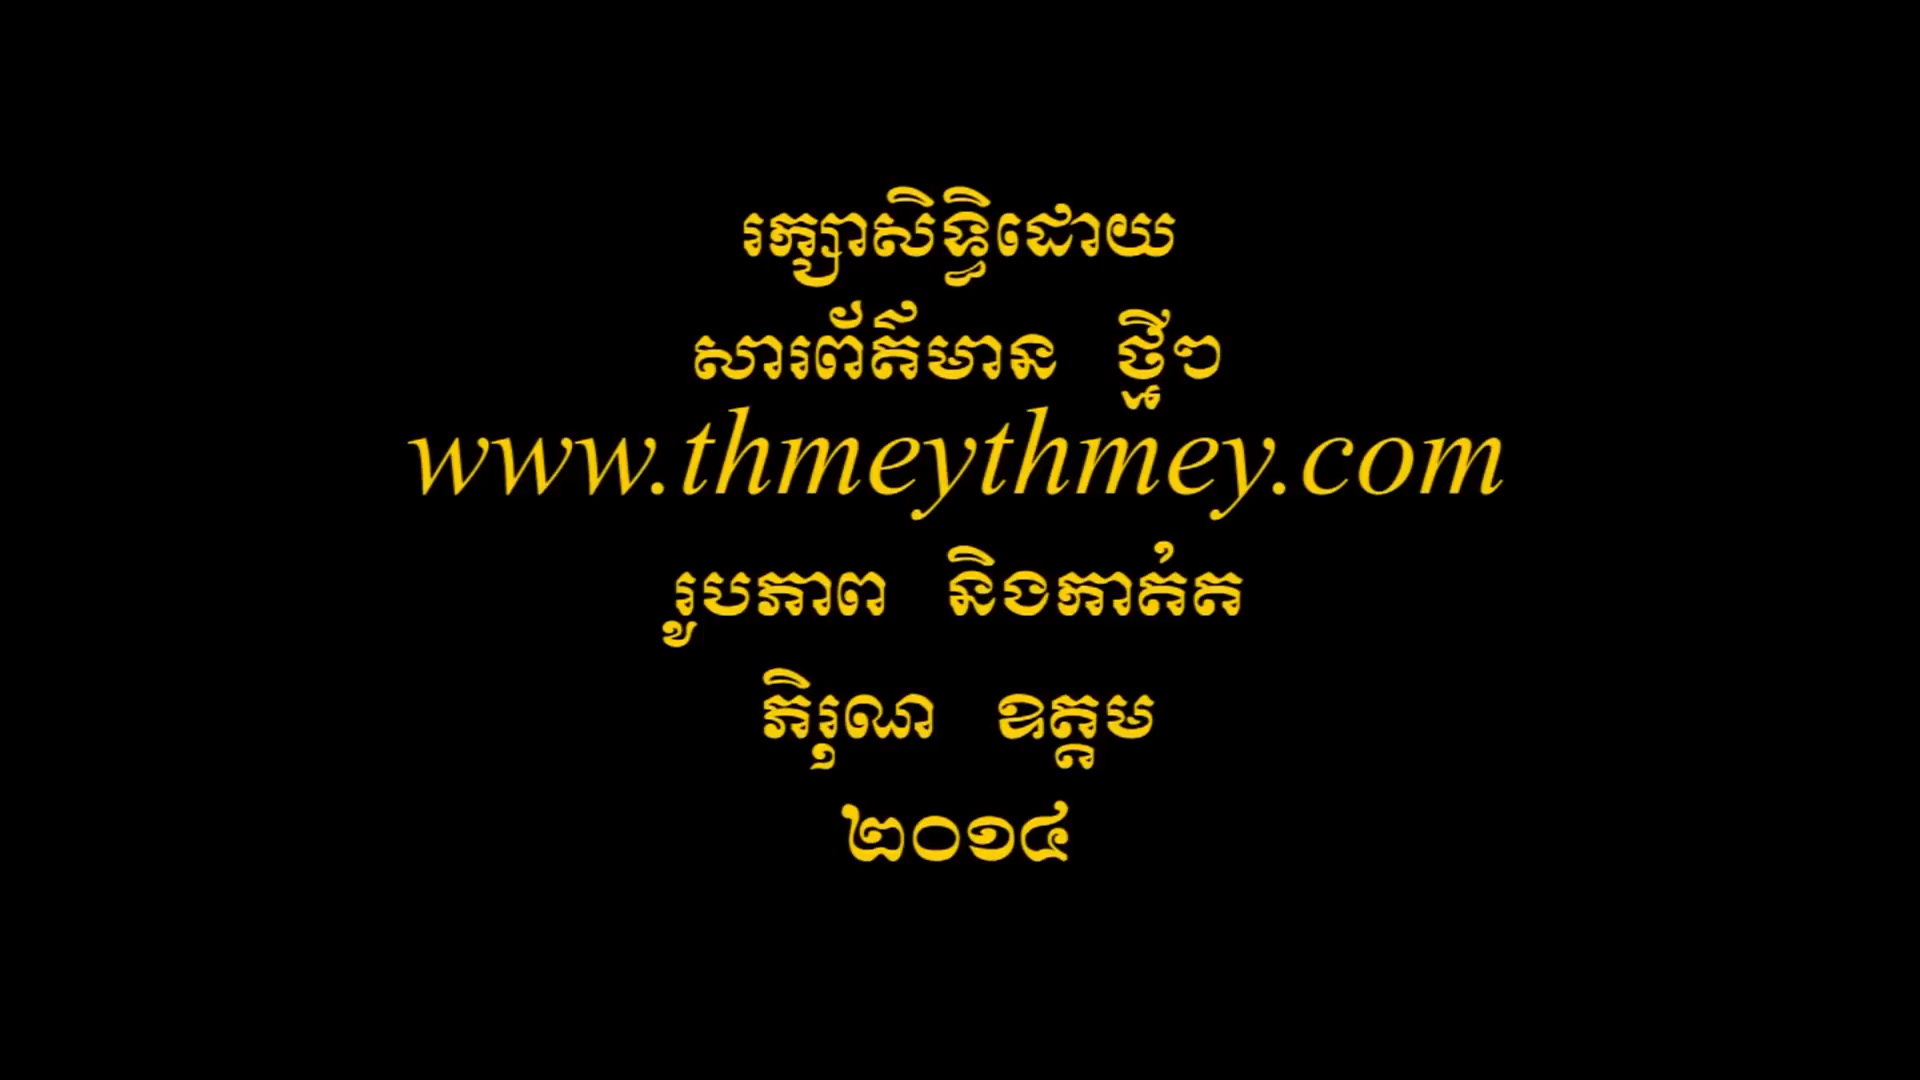 រក្សាសិទ្ធិដោយ
សារព័ត៌មាន ថ្មីៗ
www.thmeythmey.com
រូបភាព និងកាត់ត
ភិរុណ ឧត្តម
២០១៤